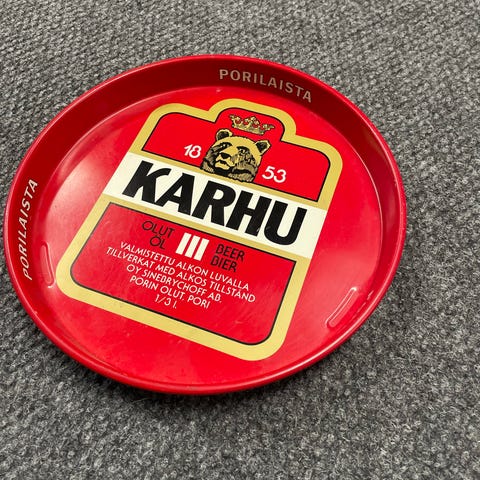 PORILAISTA
PORILAISTA
18 53
KARHU
OLUT III BEER
ÖL BIER
VALMISTETTU ALKON LUVALLA
TILLVERKAT MED ALKOS TILLSTÅND
OY SINEBRYCHOFF AB.
PORIN OLUT PORI
1/3 l.